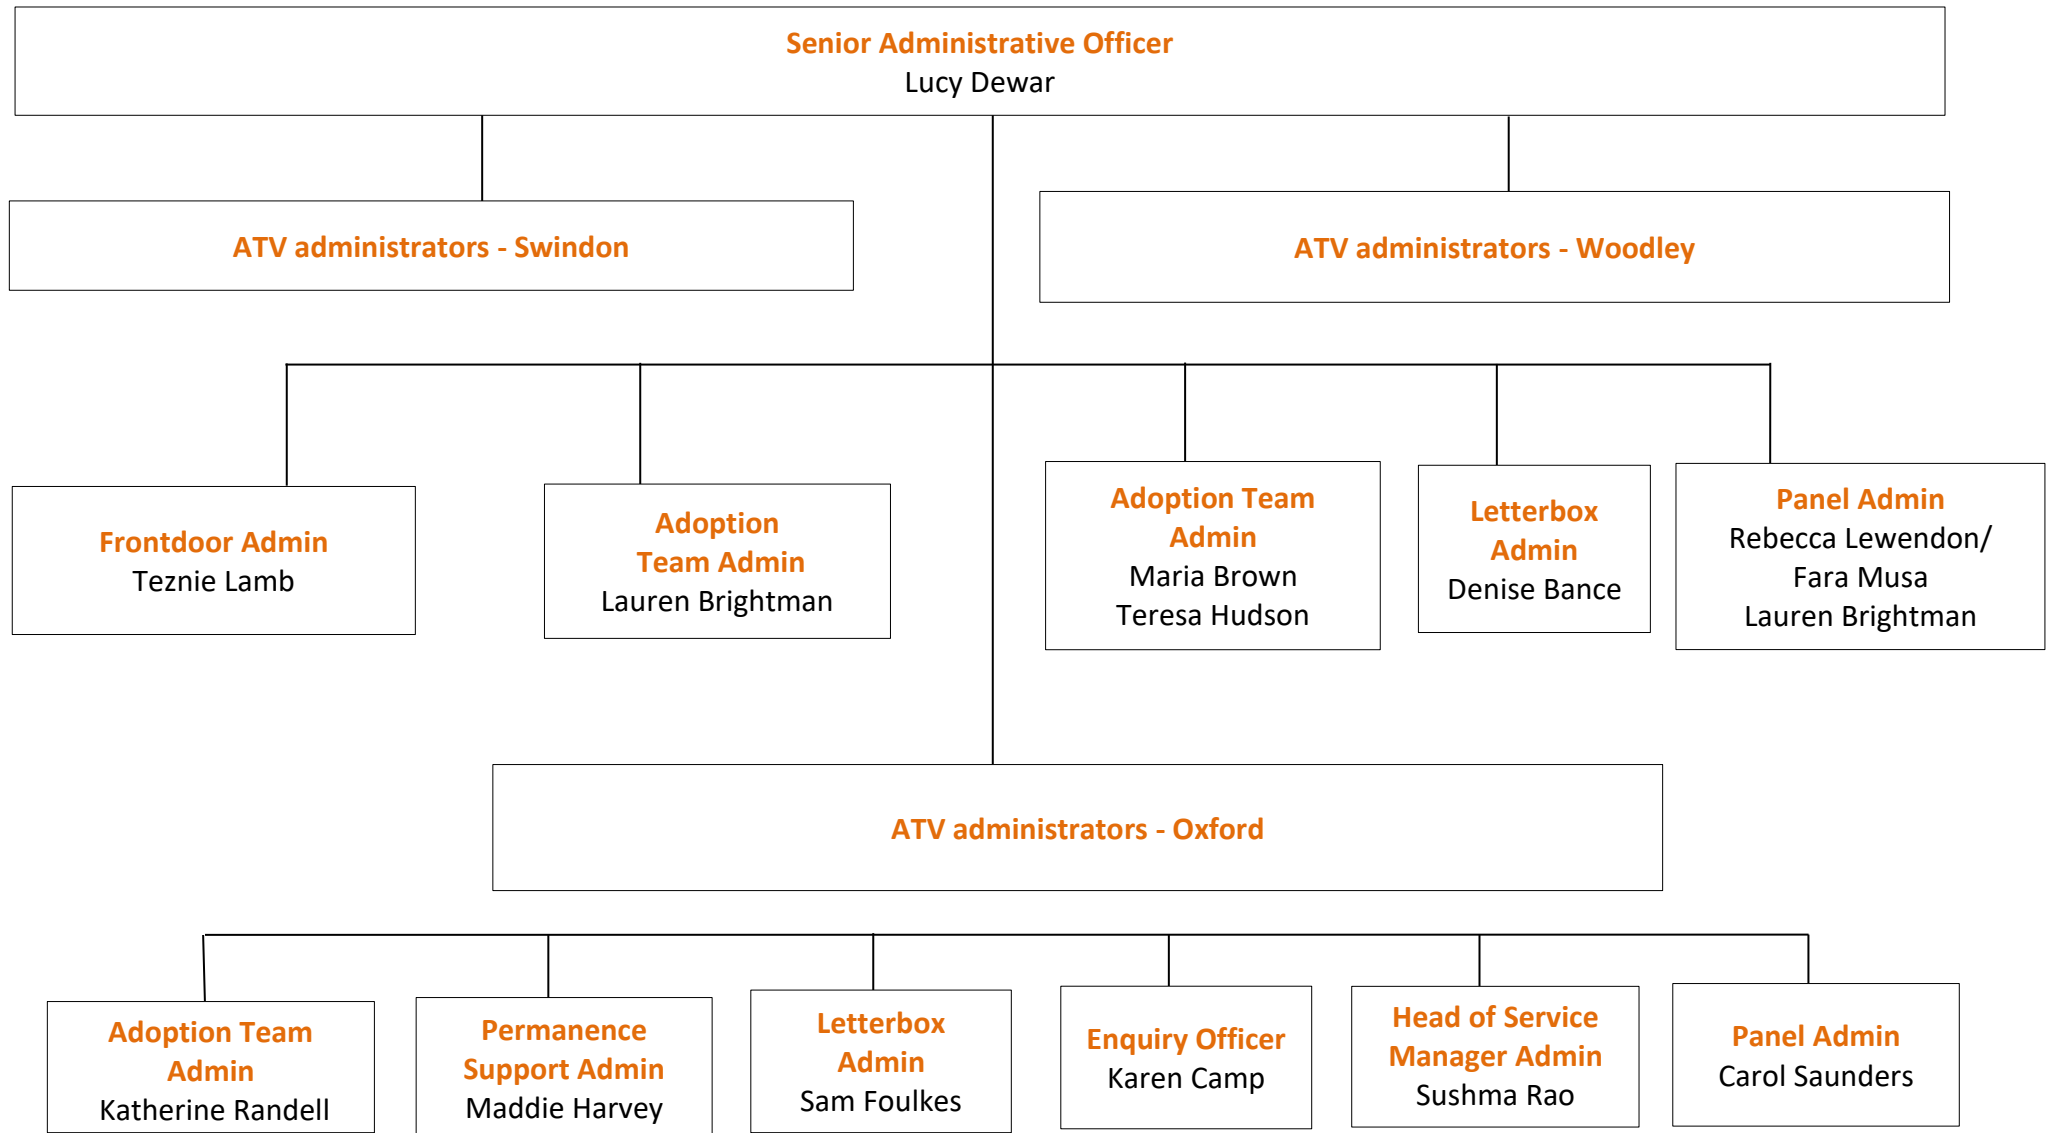 Senior Administrative Officer
Lucy Dewar
ATV administrators - Swindon
ATV administrators - Woodley
Frontdoor Admin
Teznie Lamb
Adoption
Team Admin
Lauren Brightman
Adoption Team
Admin
Maria Brown
Teresa Hudson
Letterbox
Admin
Denise Bance
Panel Admin
Rebecca Lewendon/
Fara Musa
Lauren Brightman
ATV administrators - Oxford
Adoption Team
Admin
Katherine Randell
Permanence
Support Admin
Maddie Harvey
Letterbox
Admin
Sam Foulkes
Enquiry Officer
Karen Camp
Head of Service
Manager Admin
Sushma Rao
Panel Admin
Carol Saunders